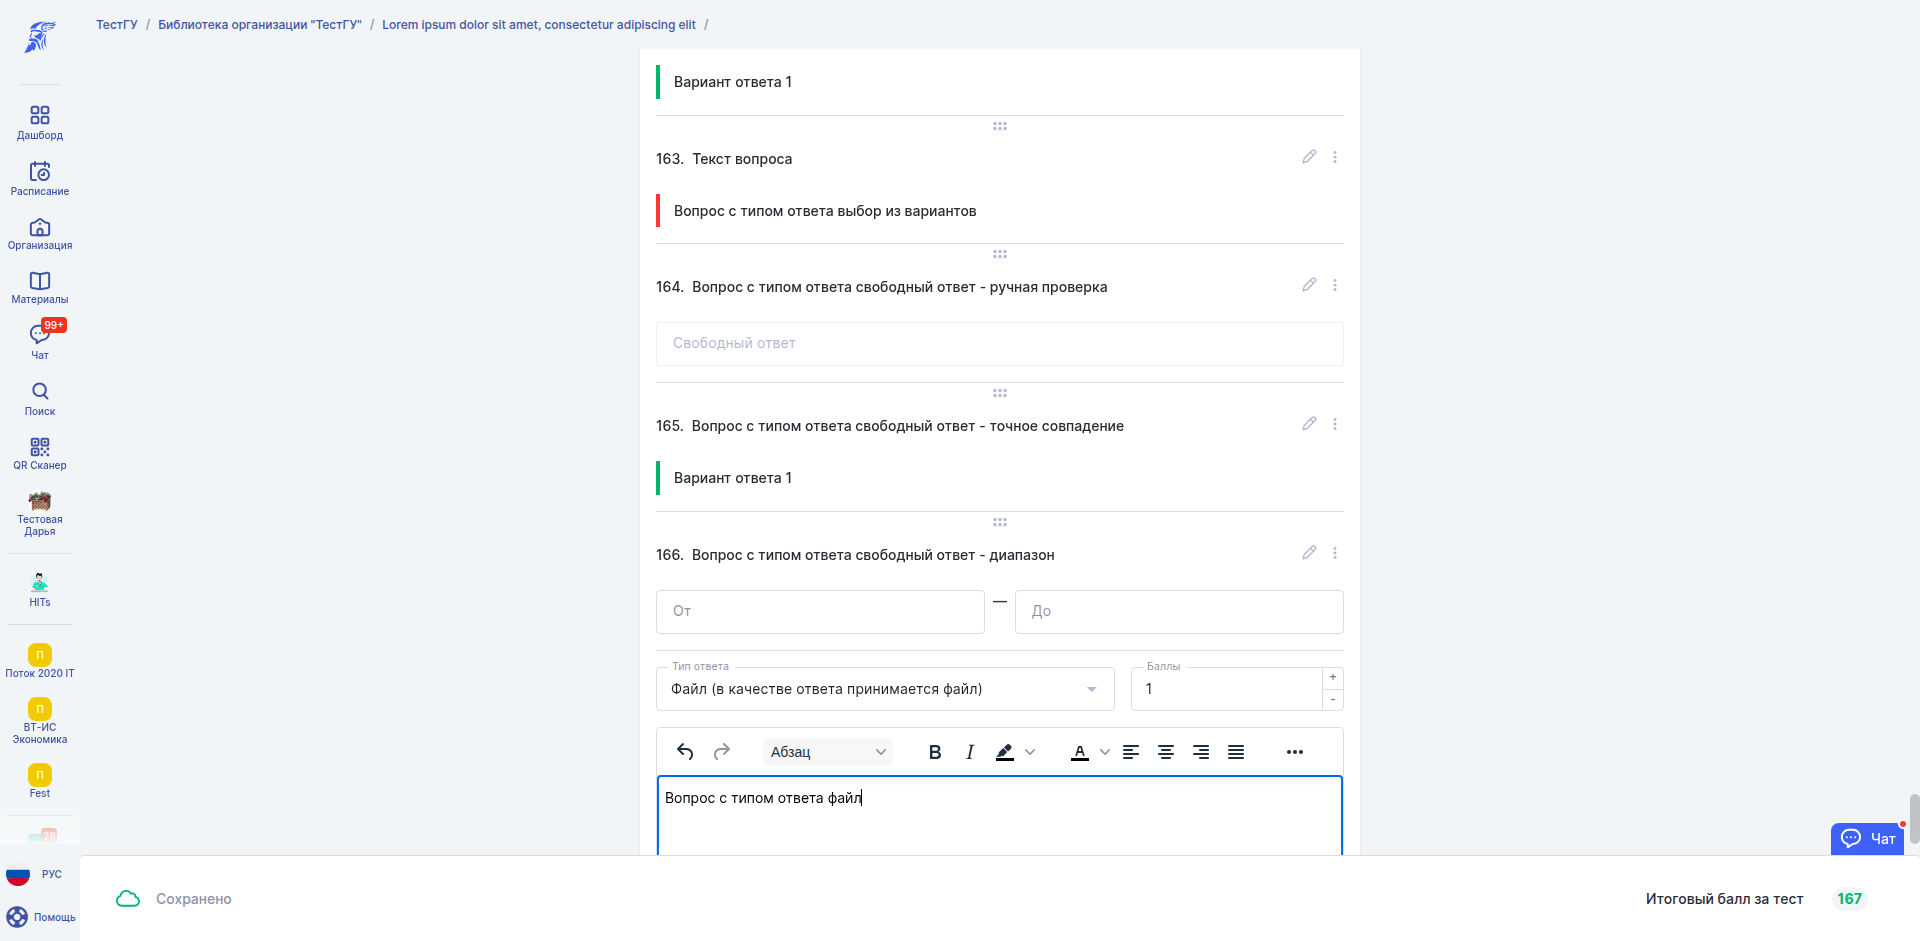 ТестГУ / Библиотека организации "ТестГУ" / Lorem ipsum dolor sit amet, consectetur adipiscing elit /
Дашборд
Расписание
Организация
Материалы
99+
Чат
Поиск
QR Сканер
Тестовая
Дарья
HITs
П
Поток 2020 IT
П
ВТ-ИС
Экономика
П
Fest
28
РУС
Помощь
Вариант ответа 1
163. Текст вопроса
Вопрос с типом ответа выбор из вариантов
164. Вопрос с типом ответа свободный ответ - ручная проверка
Свободный ответ
165. Вопрос с типом ответа свободный ответ - точное совпадение
Вариант ответа 1
166. Вопрос с типом ответа свободный ответ - диапазон
От — До
Тип ответа
Файл (в качестве ответа принимается файл)
Баллы
1
+
-
Абзац B I A
Вопрос с типом ответа файл
Чат
Сохранено
Итоговый балл за тест 167